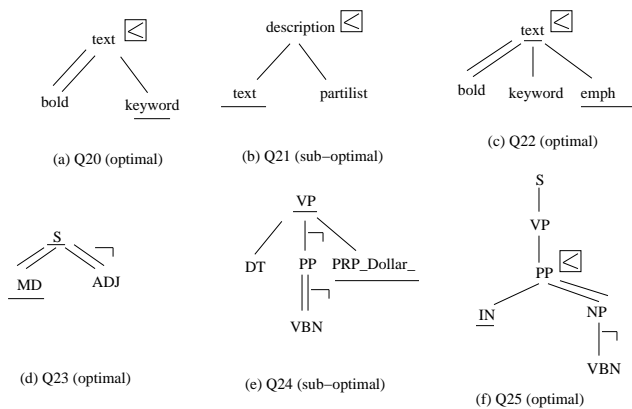 text <
bold
keyword
(a) Q20 (optimal)
description <
text
partilist
(b) Q21 (sub−optimal)
text <
bold
keyword
emph
(c) Q22 (optimal)
S
MD
ADJ
(d) Q23 (optimal)
VP
DT
PP
PRP_Dollar_
VBN
(e) Q24 (sub−optimal)
S
VP
PP <
IN
NP
VBN
(f) Q25 (optimal)